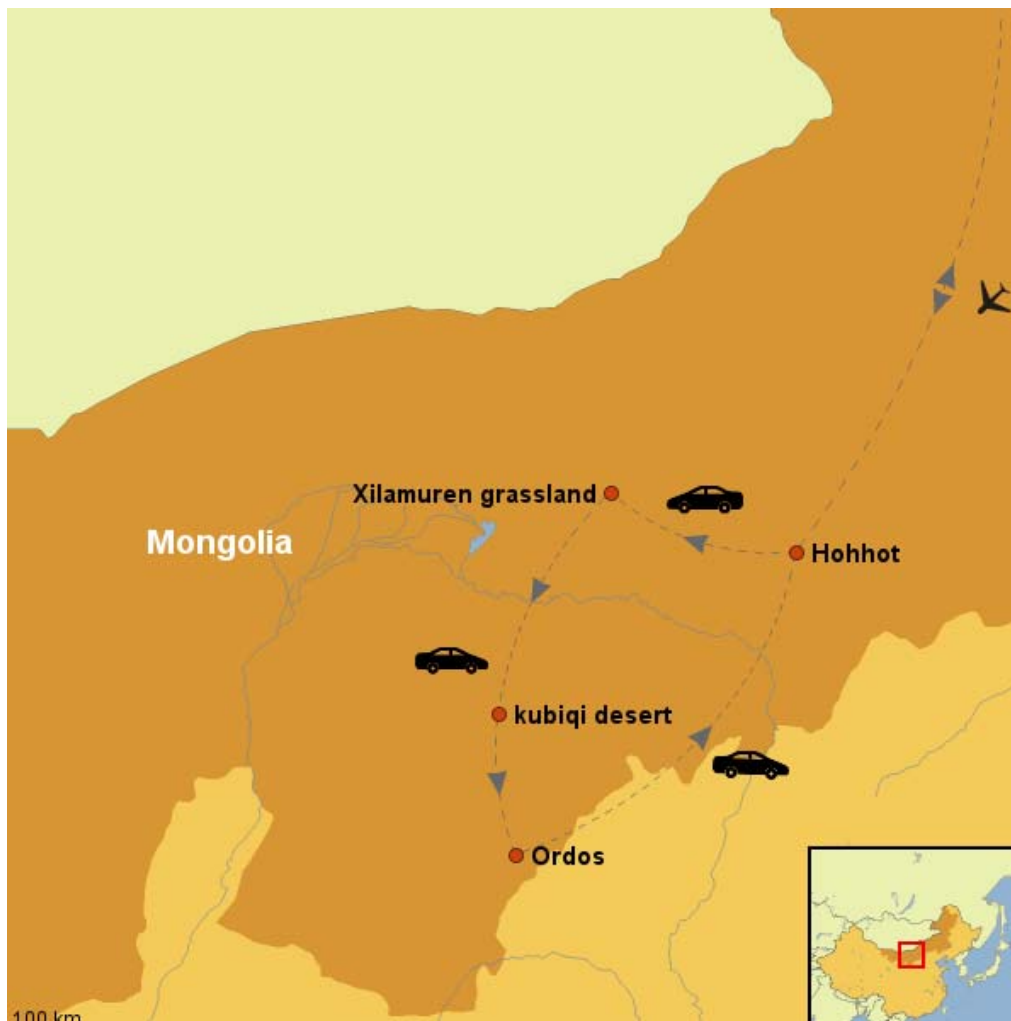 Xilamuren grassland
Mongolia
Hohhot
kubiqi desert
Ordos
100 km